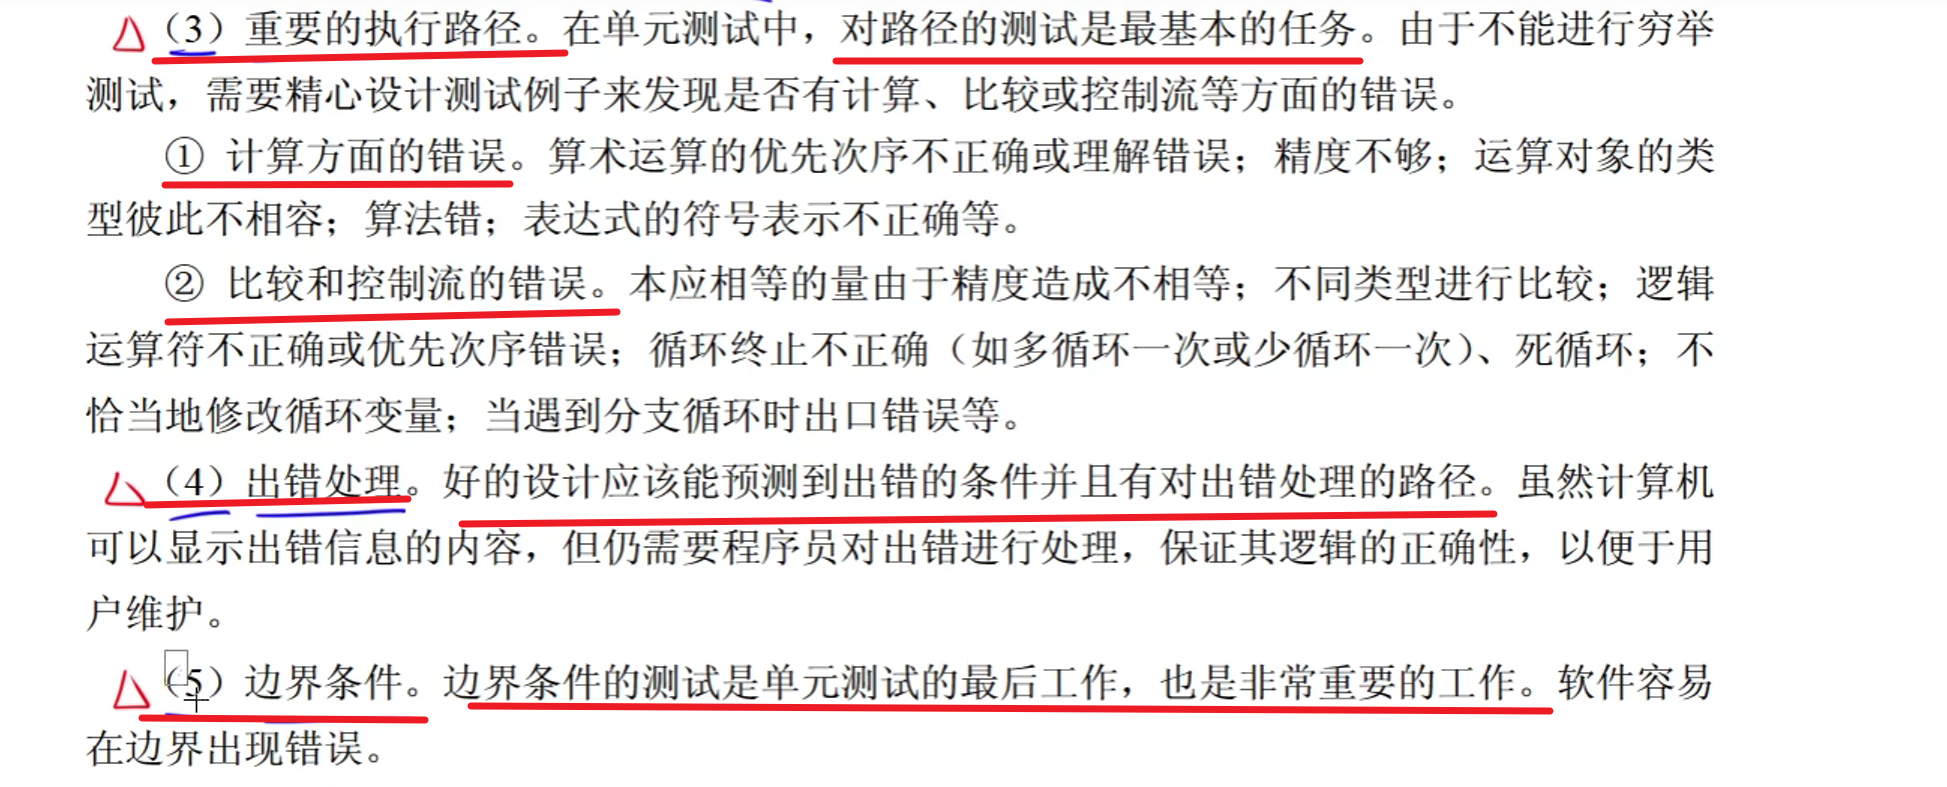 （3）重要的执行路径。在单元测试中，对路径的测试是最基本的任务。由于不能进行穷举
测试，需要精心设计测试例子来发现是否有计算、比较或控制流等方面的错误。
① 计算方面的错误。算术运算的优先次序不正确或理解错误；精度不够；运算对象的类
型彼此不相容；算法错；表达式的符号表示不正确等。
② 比较和控制流的错误。本应相等的量由于精度造成不相等；不同类型进行比较；逻辑
运算符不正确或优先次序错误；循环终止不正确（如多循环一次或少循环一次）、死循环；不
恰当地修改循环变量；当遇到分支循环时出口错误等。
（4）出错处理。好的设计应该能预测到出错的条件并且有对出错处理的路径。虽然计算机
可以显示出错信息的内容，但仍需要程序员对出错进行处理，保证其逻辑的正确性，以便于用
户维护。
（5）边界条件。边界条件的测试是单元测试的最后工作，也是非常重要的工作。软件容易
在边界出现错误。